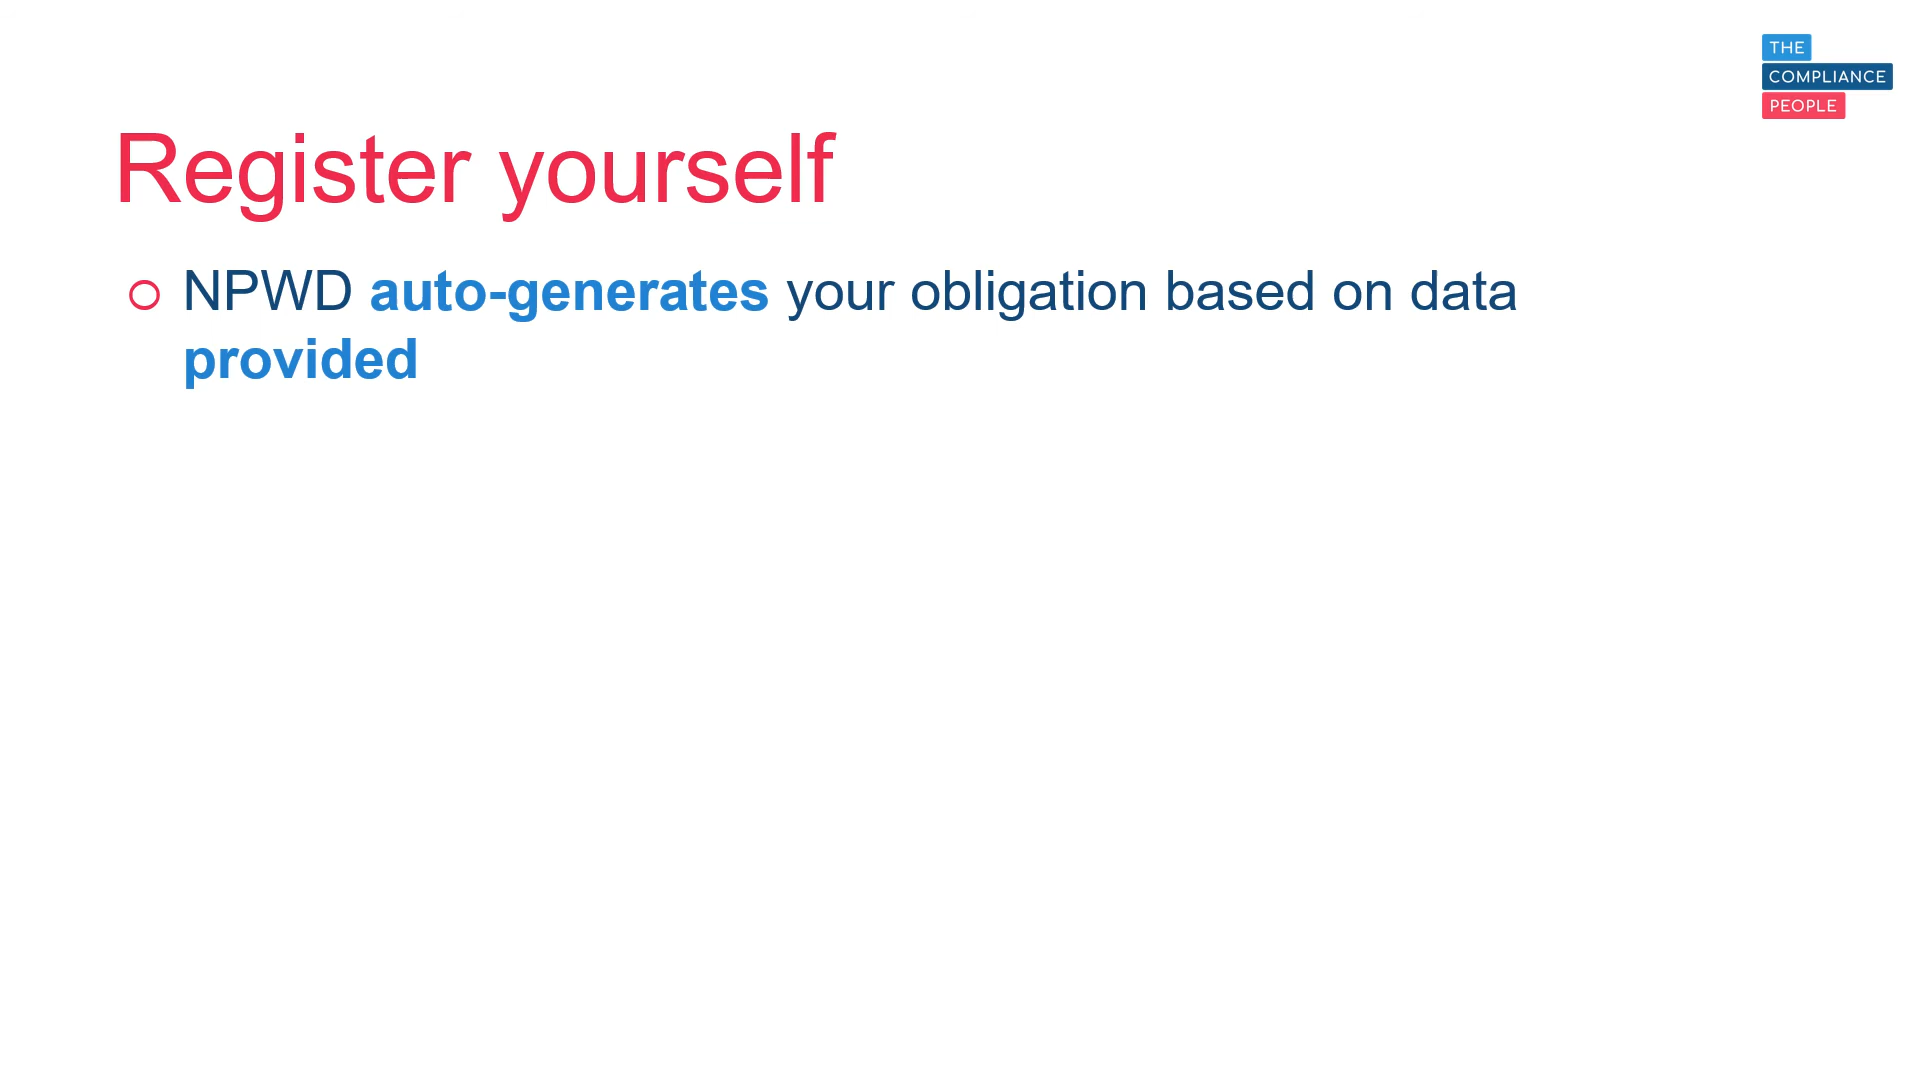 THE
COMPLIANCE
PEOPLE
Register yourself
NPWD auto-generates your obligation based on data
provided